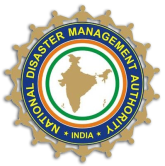 NATIONAL DISASTER MANAGEMENT AUTHORITY
INDIA